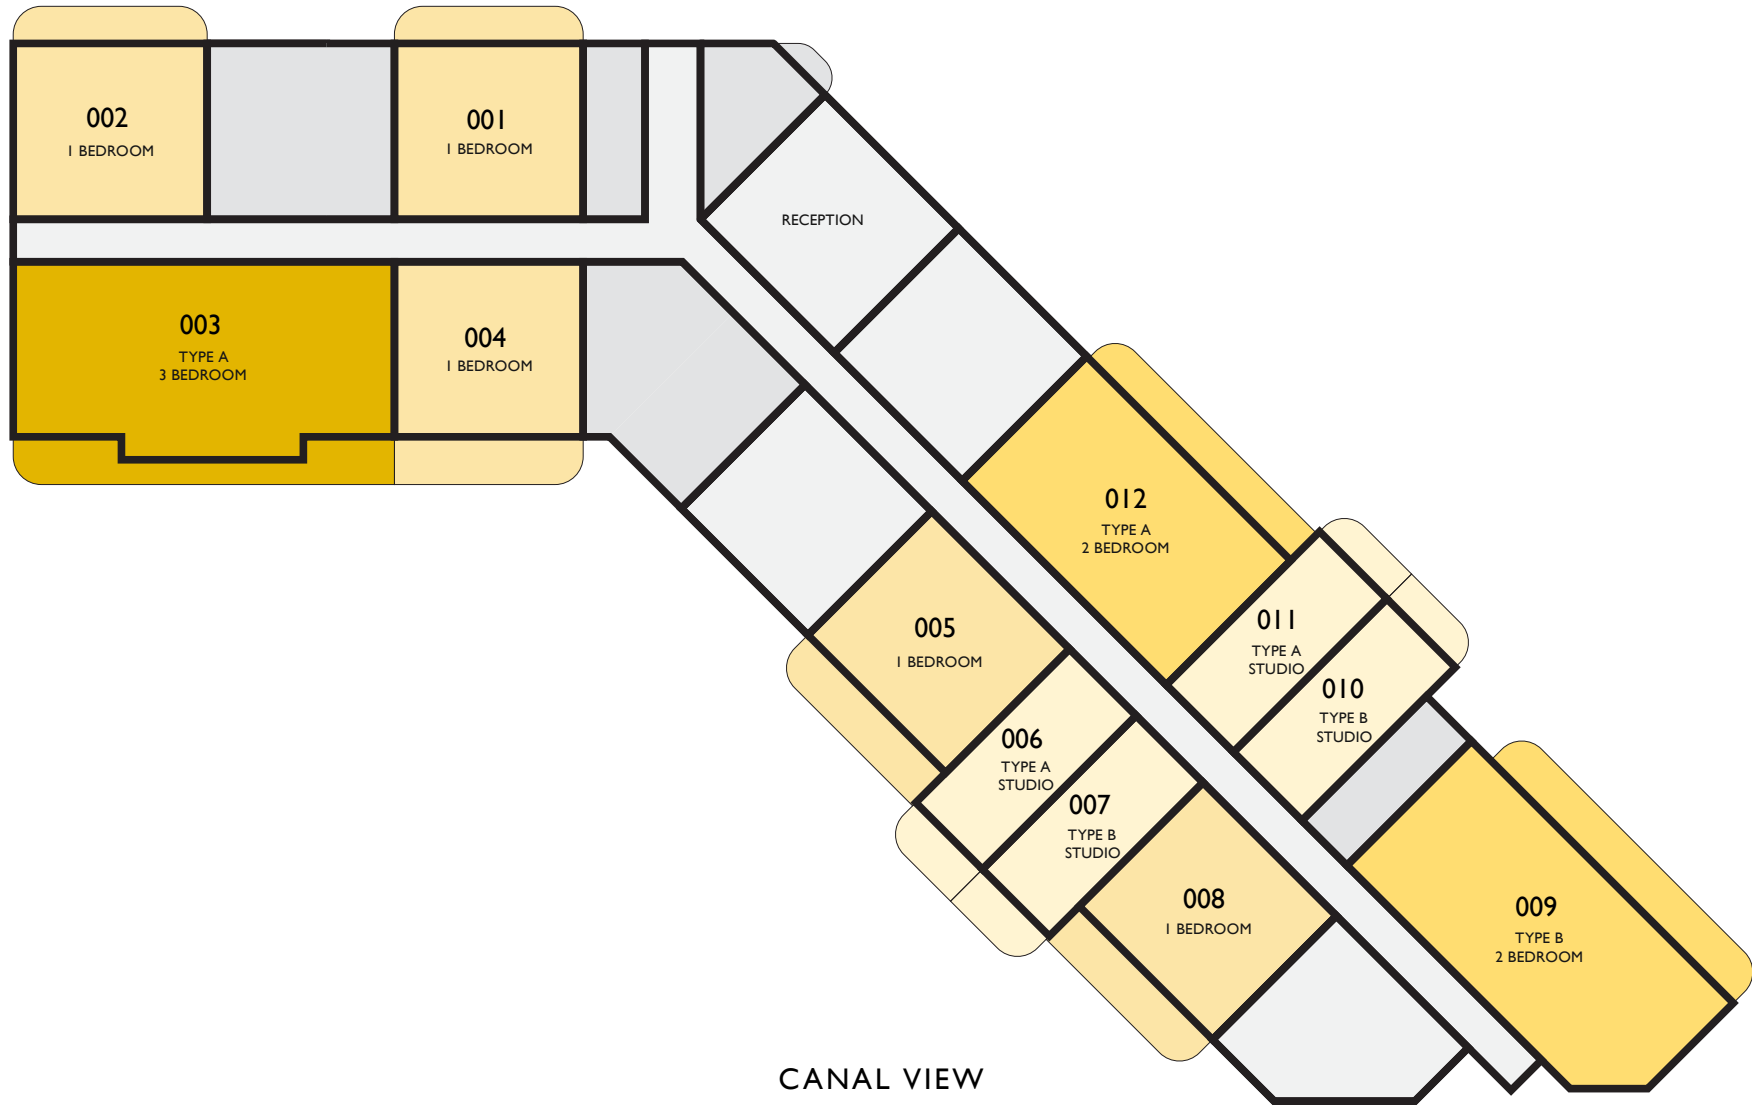 002
1 BEDROOM
001
1 BEDROOM
RECEPTION
003
TYPE A
3 BEDROOM
004
1 BEDROOM
012
TYPE A
2 BEDROOM
011
TYPE A
STUDIO
005
1 BEDROOM
010
TYPE B
STUDIO
006
TYPE A
STUDIO
007
TYPE B
STUDIO
008
1 BEDROOM
009
TYPE B
2 BEDROOM
CANAL VIEW